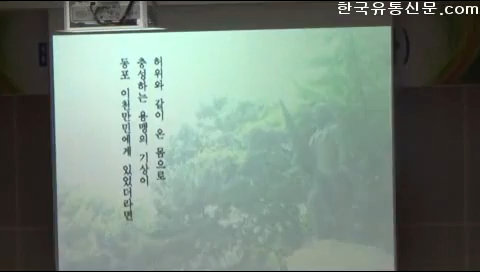 한국유통신문.com
허위와 같이 온 몸으로
충성하는 용맹의 기상이
동포 이천만민에게 있었더라면